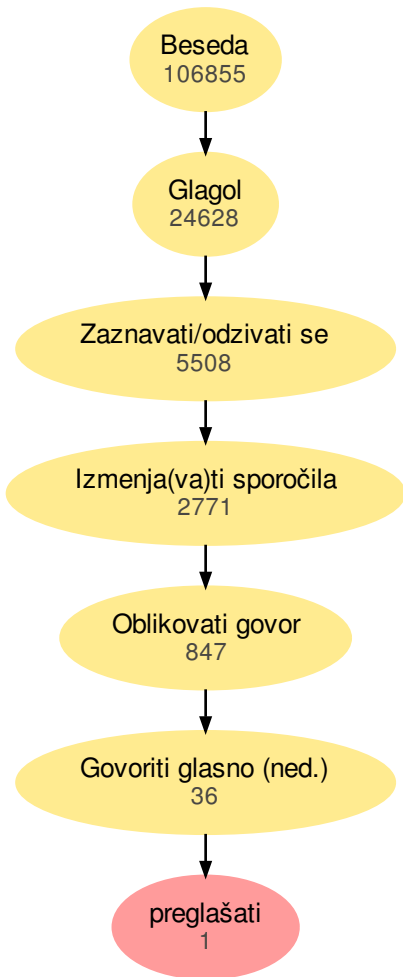 Beseda
106855
Glagol
24628
Zaznavati/odzivati se
5508
Izmenja(va)ti sporočila
2771
Oblikovati govor
847
Govoriti glasno (ned.)
36
preglašati
1